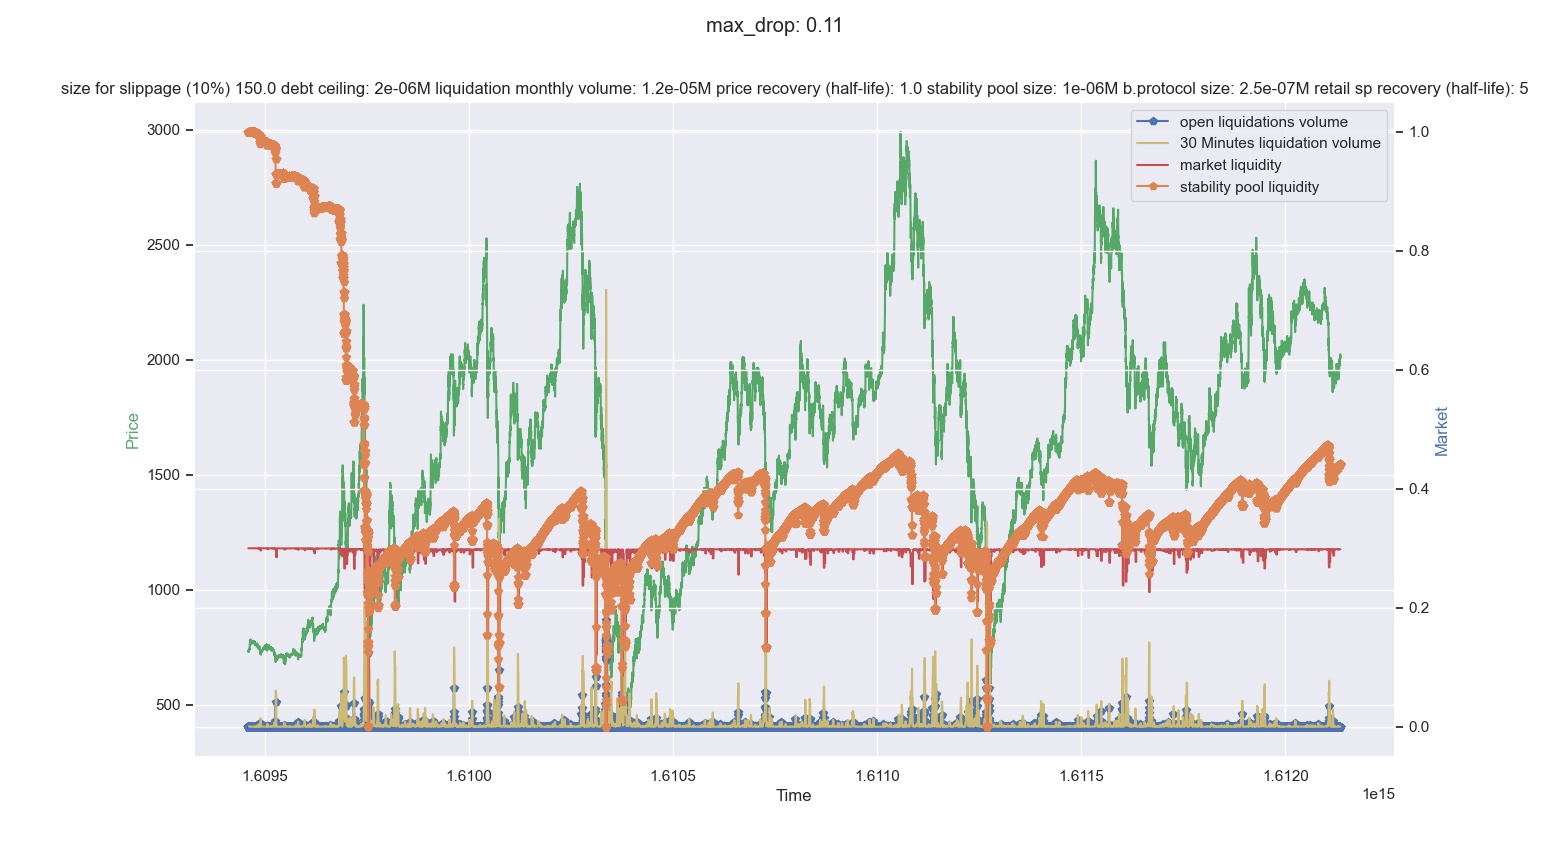 max_drop: 0.11
size for slippage (10%) 150.0 debt ceiling: 2e-06M liquidation monthly volume: 1.2e-05M price recovery (half-life): 1.0 stability pool size: 1e-06M b.protocol size: 2.5e-07M retail sp recovery (half-life): 5
open liquidations volume
30 Minutes liquidation volume
market liquidity
stability pool liquidity
3000
2500
2000
1500
1000
500
Price
1.0
0.8
0.6
0.4
0.2
0.0
Market
1.6095 1.6100 1.6105 1.6110 1.6115 1.6120
1e15
Time